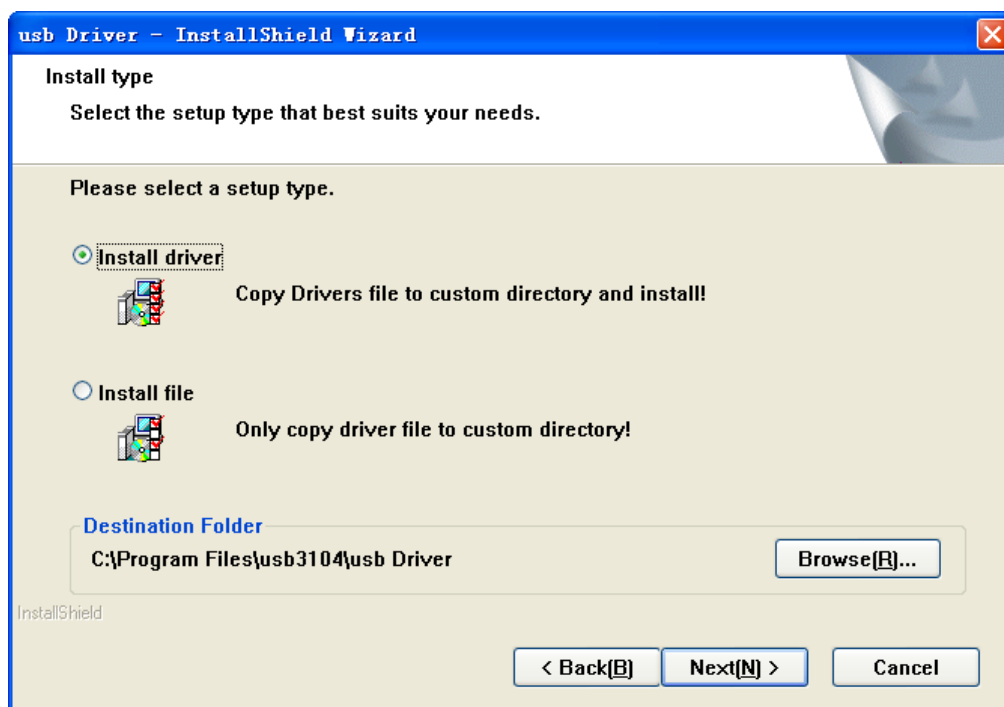 usb Driver - InstallShield Wizard
Install type
Select the setup type that best suits your needs.
Please select a setup type.
Install driver
Copy Drivers file to custom directory and install!
Install file
Only copy driver file to custom directory!
Destination Folder
C:\Program Files\usb3104\usb Driver
Browse(R)...
InstallShield
< Back(B)
Next(N) >
Cancel